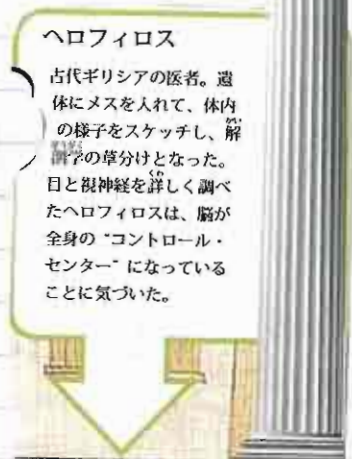 ヘロフィロス
古代ギリシアの医者。遺
体にメスを入れて、体内
の様子をスケッチし、解
剖学の草分けとなった。
目と視神経を詳しく調べ
たヘロフィロスは、脳が
全身の“コントロール・
センター”になっている
ことに気づいた。